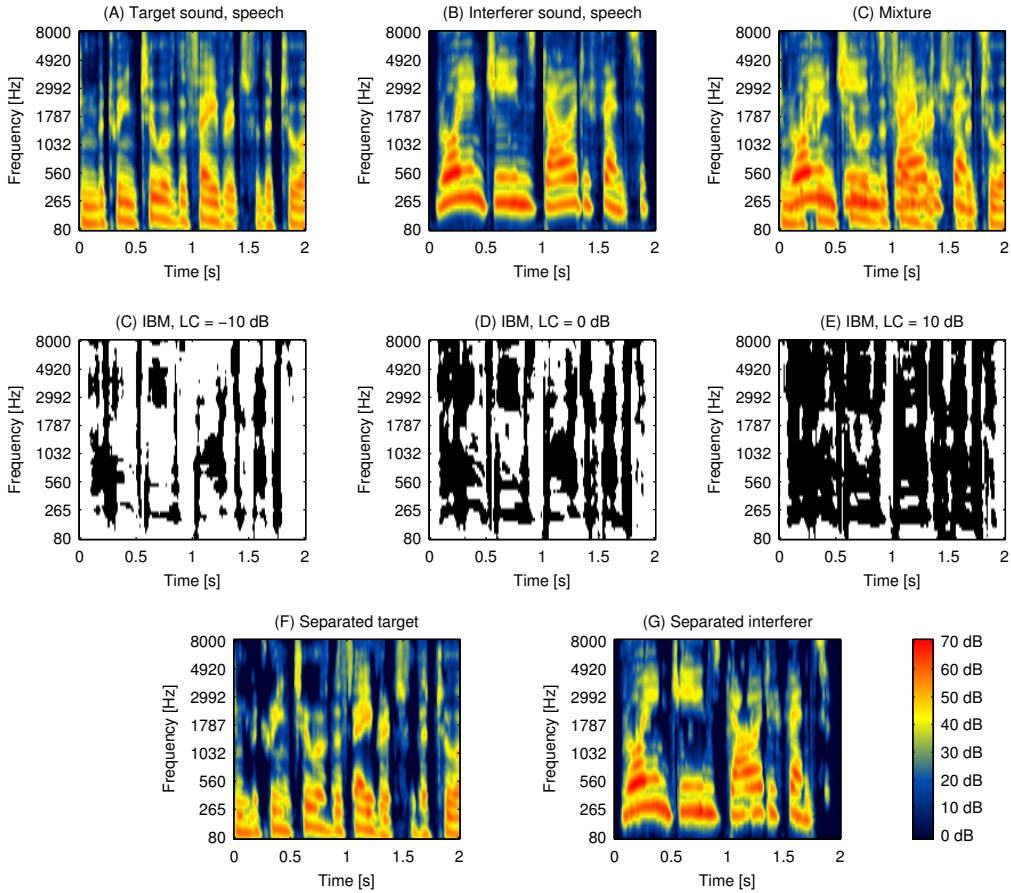 (A) Target sound, speech
(B) Interferer sound, speech
(C) Mixture
Frequency [Hz]
8000
4920
2992
1787
1032
560
265
80
0 0.5 1 1.5 2
Time [s]
Frequency [Hz]
8000
4920
2992
1787
1032
560
265
80
0 0.5 1 1.5 2
Time [s]
Frequency [Hz]
8000
4920
2992
1787
1032
560
265
80
0 0.5 1 1.5 2
Time [s]
(C) IBM, LC = −10 dB
(D) IBM, LC = 0 dB
(E) IBM, LC = 10 dB
Frequency [Hz]
8000
4920
2992
1787
1032
560
265
80
0 0.5 1 1.5 2
Time [s]
Frequency [Hz]
8000
4920
2992
1787
1032
560
265
80
0 0.5 1 1.5 2
Time [s]
Frequency [Hz]
8000
4920
2992
1787
1032
560
265
80
0 0.5 1 1.5 2
Time [s]
(F) Separated target
(G) Separated interferer
Frequency [Hz]
8000
4920
2992
1787
1032
560
265
80
0 0.5 1 1.5 2
Time [s]
Frequency [Hz]
8000
4920
2992
1787
1032
560
265
80
0 0.5 1 1.5 2
Time [s]
70 dB
60 dB
50 dB
40 dB
30 dB
20 dB
10 dB
0 dB